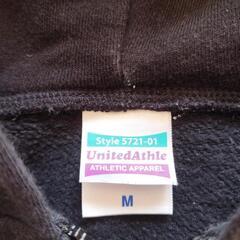 Style 5721-01
UnitedAthle
ATHLETIC APPAREL
M